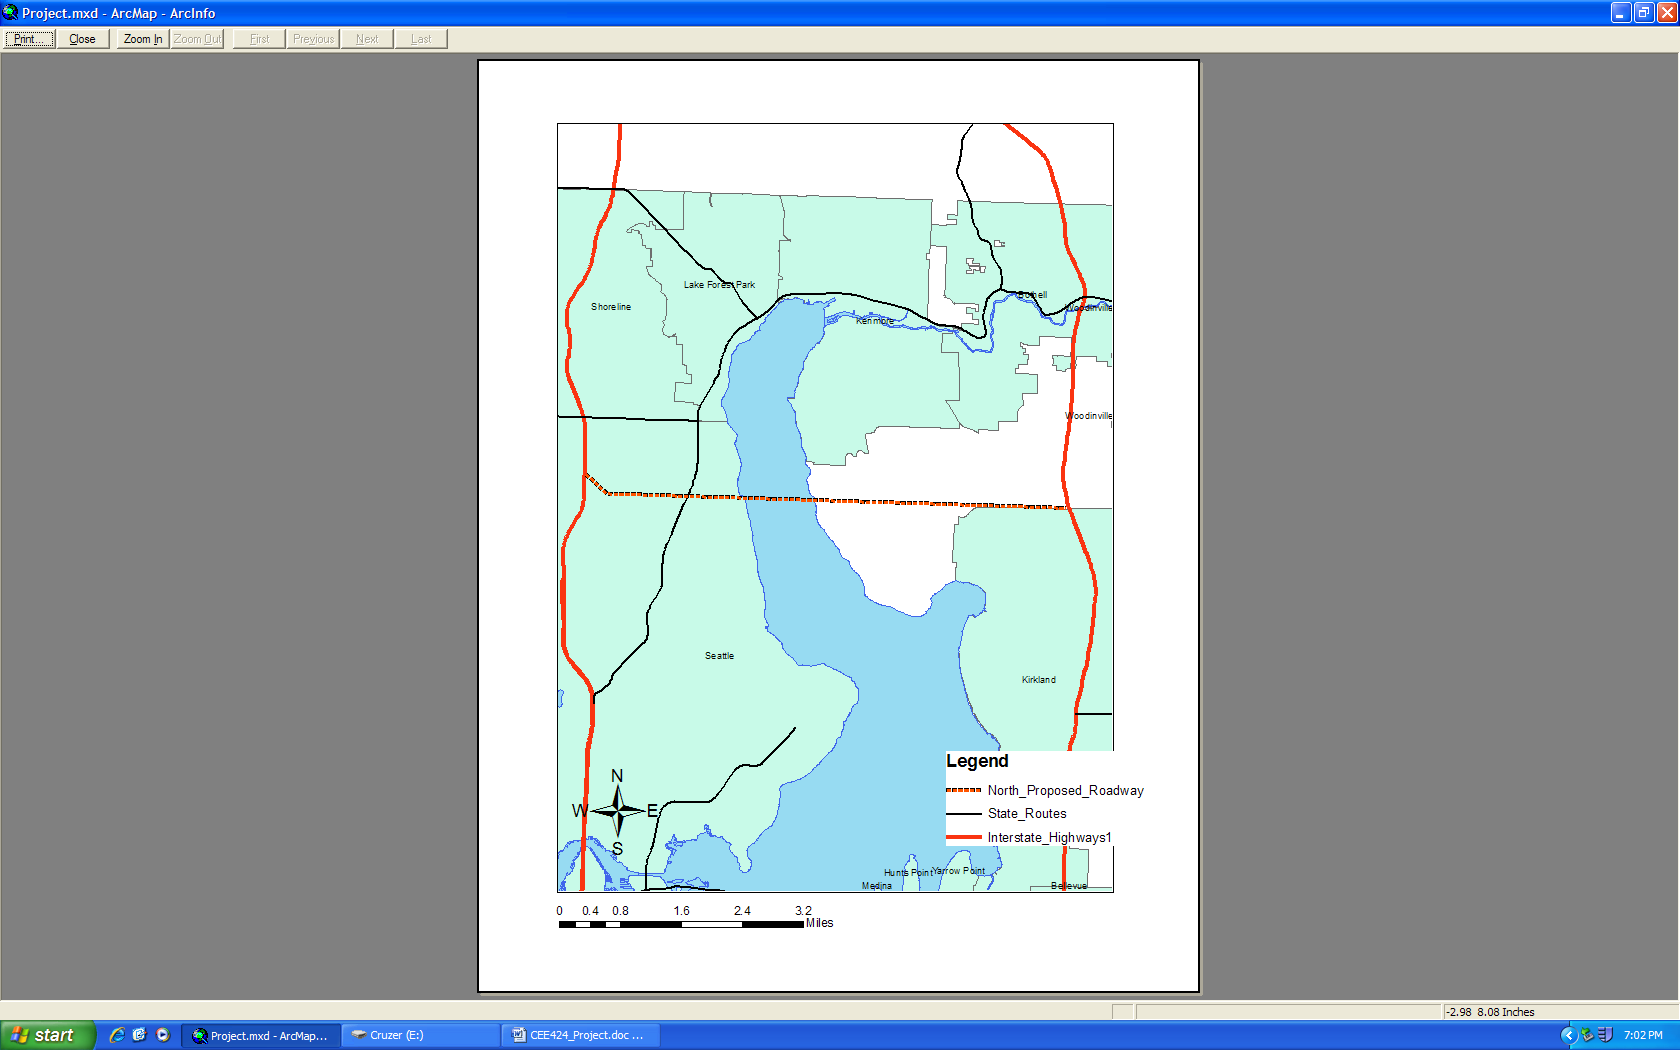 Project.mxd - ArcMap - ArcInfo
Print... Close Zoom In Zoom Out First Previous Next Last
Lake Forest Park
Shoreline
Bothell
Woodinville
Kenmore
Woodinville
Seattle
Kirkland
Legend
North_Proposed_Roadway
State_Routes
Interstate_Highways1
N
W E
S
Hunts Point Yarrow Point
Medina Bellevue
0 0.4 0.8 1.6 2.4 3.2
Miles
-2.98 8.08 Inches
start Project.mxd - ArcMap... Cruzer (E:) CEE424_Project.doc ... 7:02 PM